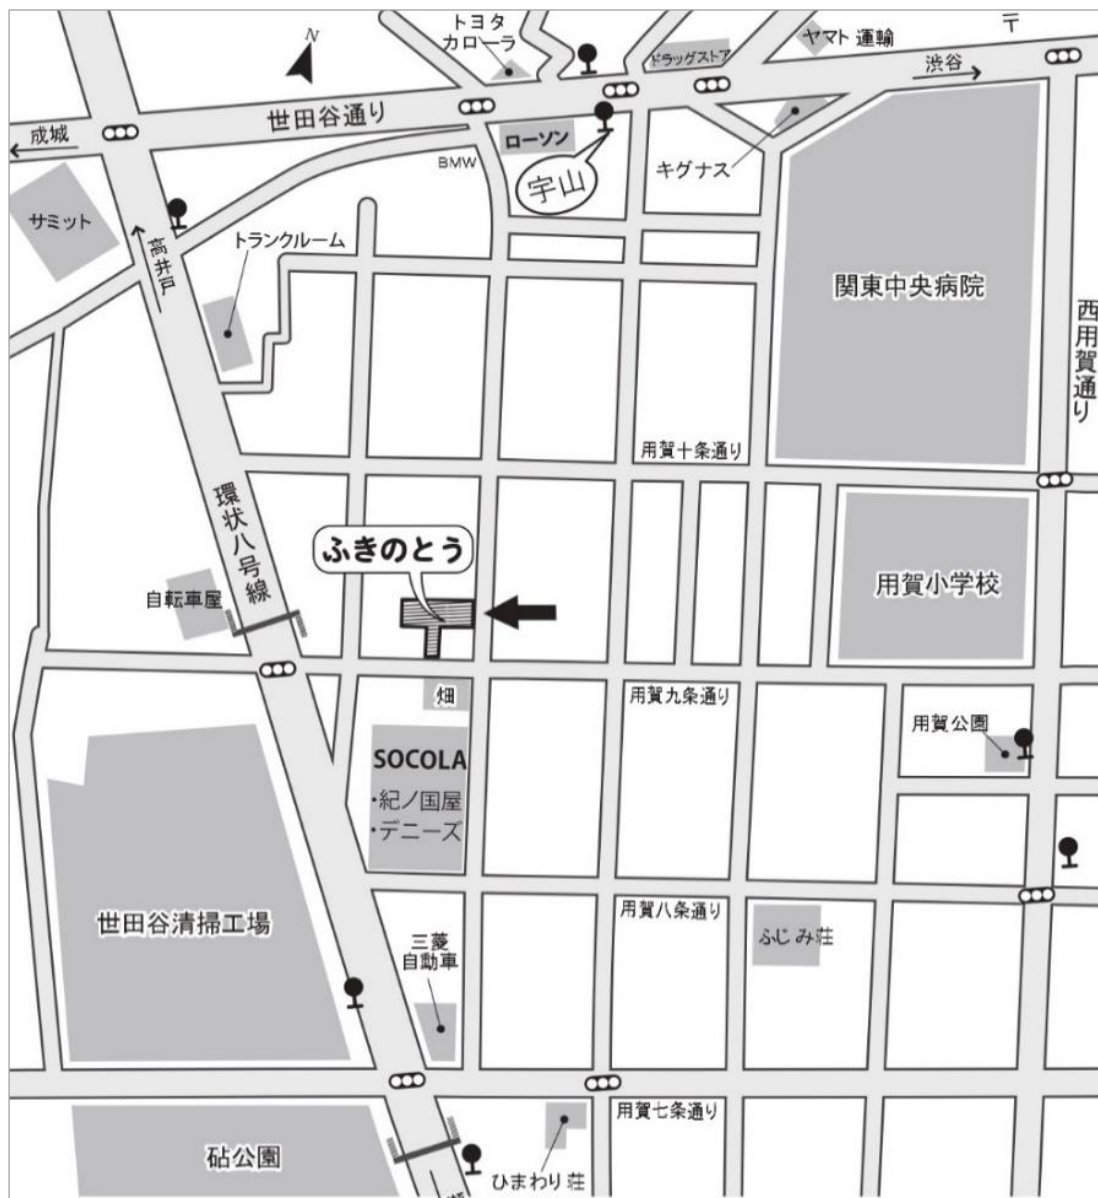 N
トヨタ
カローラ
ドラッグストア
ヤマト運輸
〒
渋谷
世田谷通り
成城
ローソン
BMW
宇山
キグナス
サミット
高井戸
トランクルーム
関東中央病院
西用賀通り
用賀十条通り
環状八号線
ふきのとう
自転車屋
用賀小学校
畑
用賀九条通り
用賀公園
SOCOLA
・紀ノ国屋
・デニーズ
世田谷清掃工場
用賀八条通り
ふじみ荘
三菱
自動車
用賀七条通り
砧公園
ひまわり荘